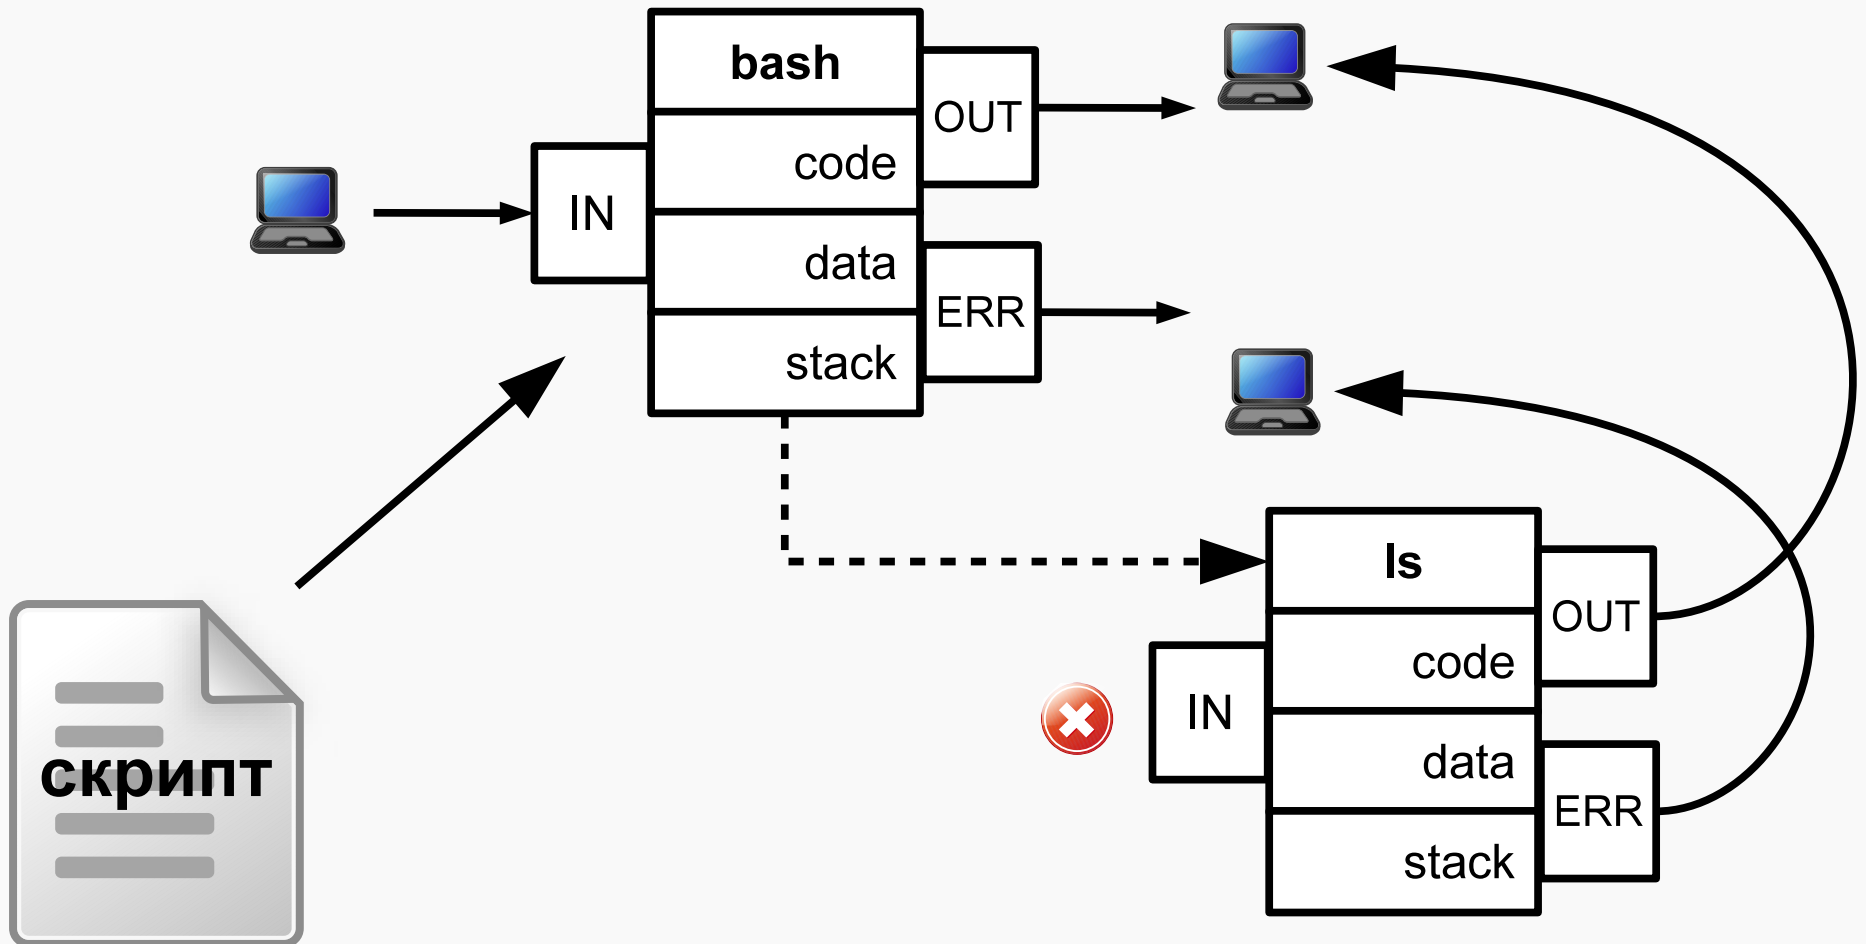 bash
OUT
code
IN
data
ERR
stack
ls
OUT
code
IN
скрипт
data
ERR
stack